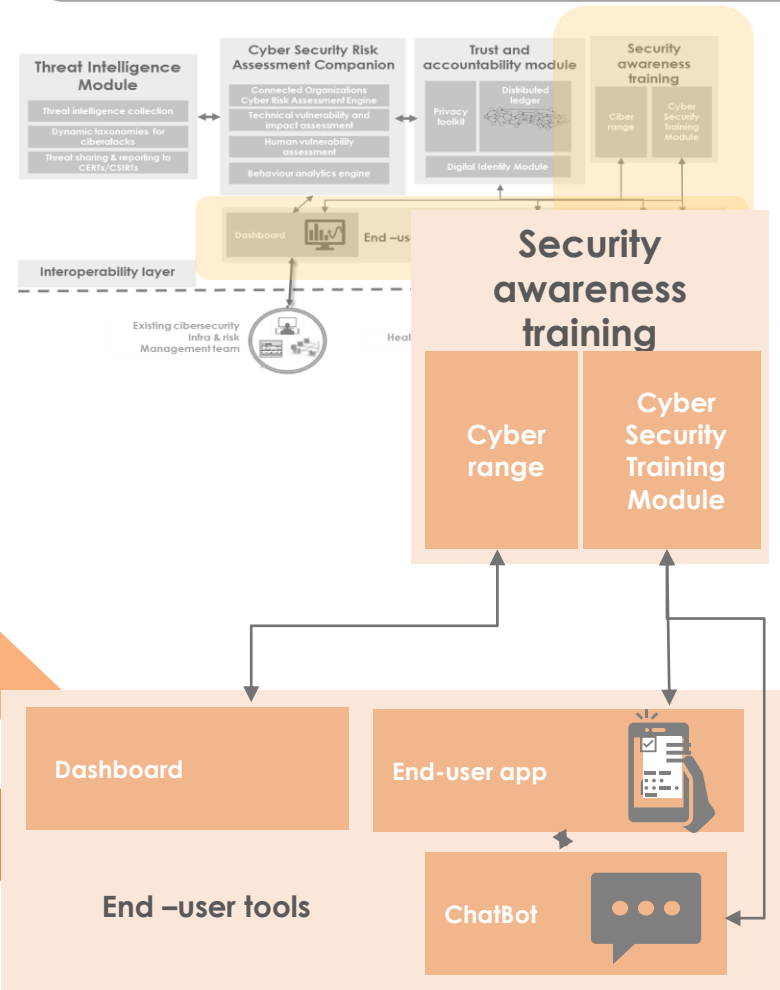 Threat Intelligence
Module
Threat intelligence collection
Dynamic taxonomies for
ciberatacks
Threat sharing & reporting to
CERTs/CSIRTs
Cyber Security Risk
Assessment Companion
Connected Organizations
Cyber Risk Assessment Engine
Technical vulnerability and
impact assessment
Human vulnerability
assessment
Behaviour analytics engine
Trust and
accountability module
Privacy
toolkit
Distributed
ledger
Digital Identity Module
Security
awareness
training
Ciber
range
Cyber
Security
Training
Module
Dashboard
End –us
Interoperability layer
Existing cibersecurity
infra & risk
Management team
Heal
Security
awareness
training
Cyber
range
Cyber
Security
Training
Module
Dashboard
End-user app
End –user tools
ChatBot